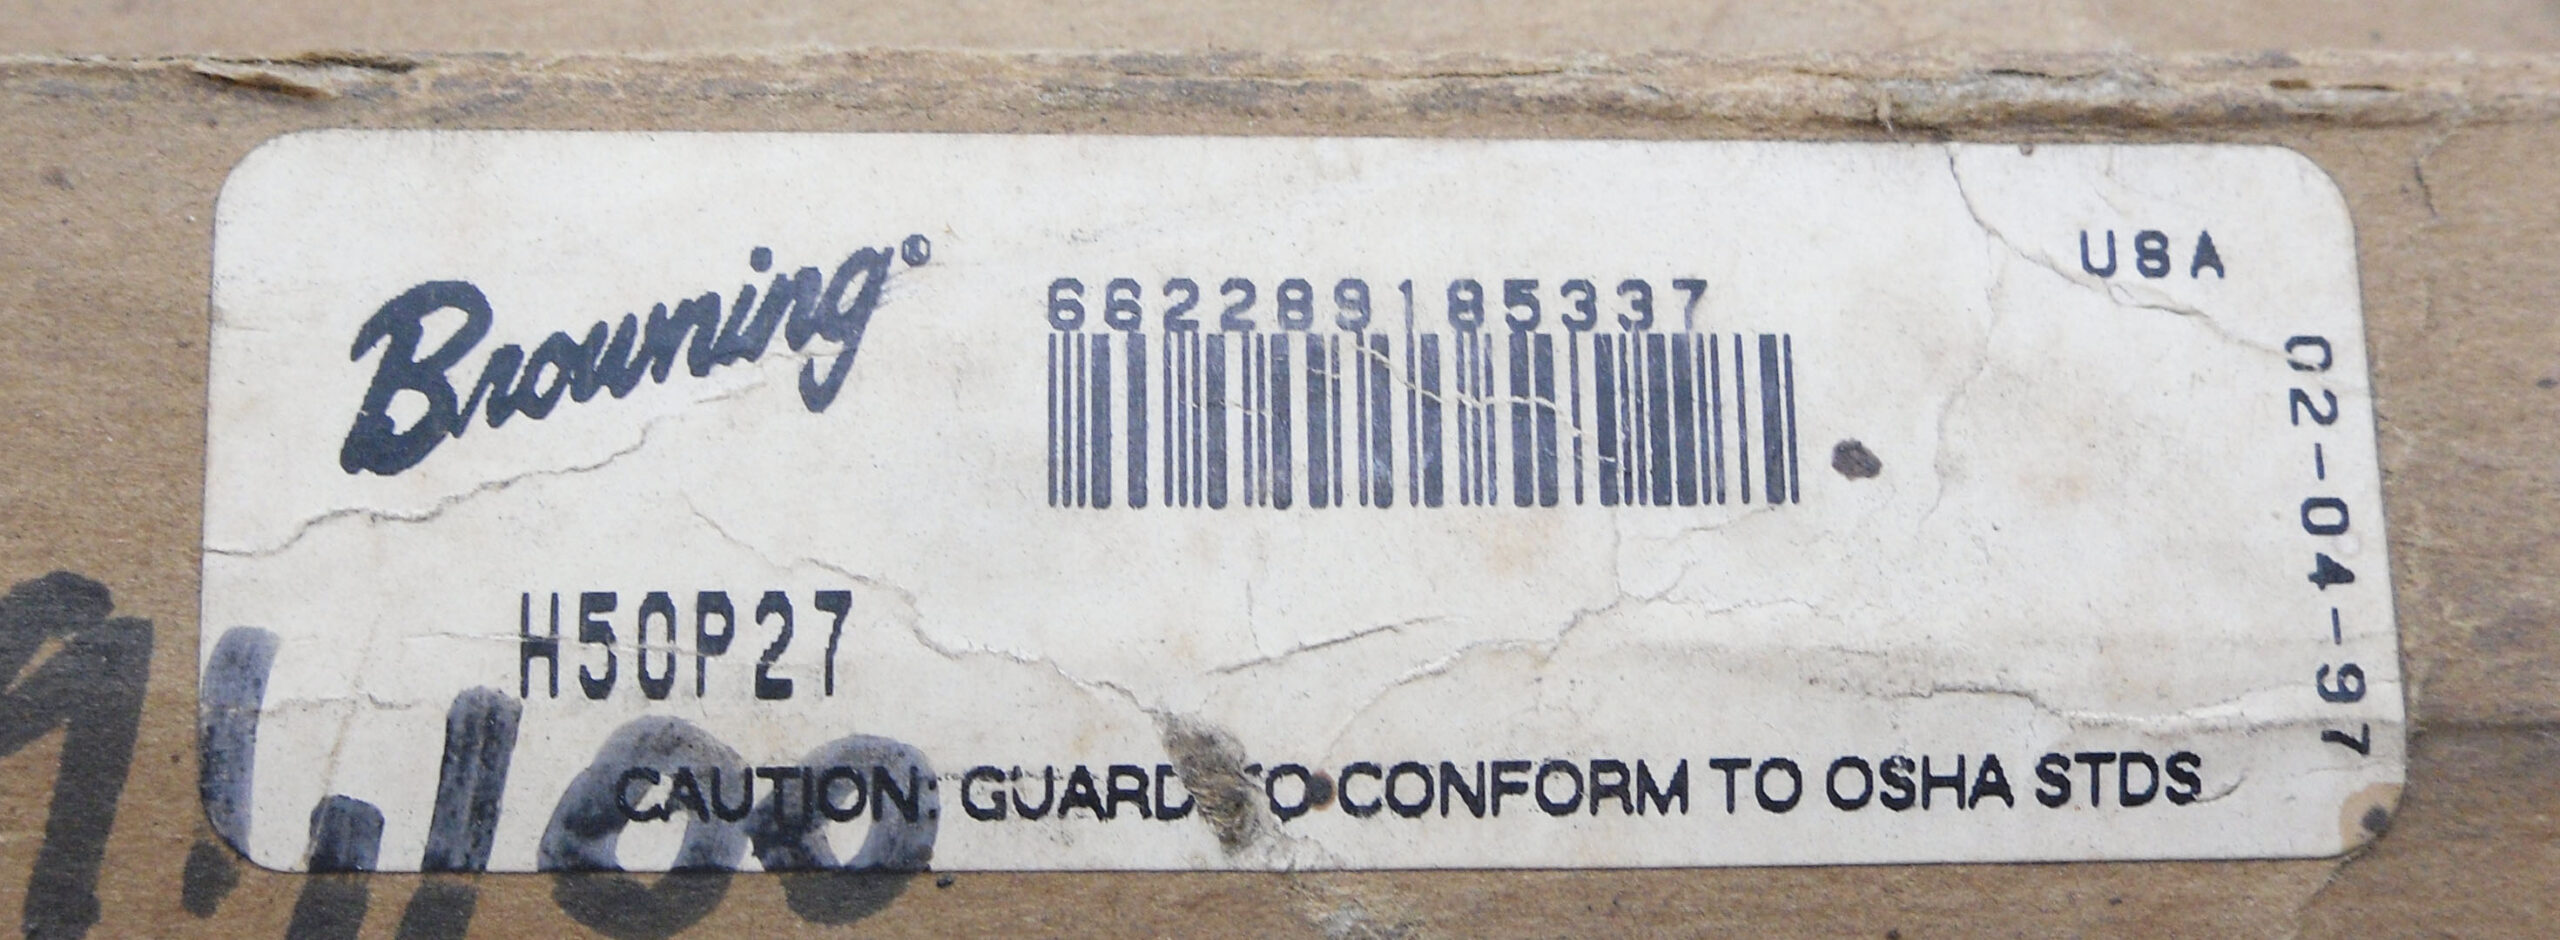 Browning®
662289185337
USA
02-04-97
H50P27
CAUTION: GUARD TO CONFORM TO OSHA STDS